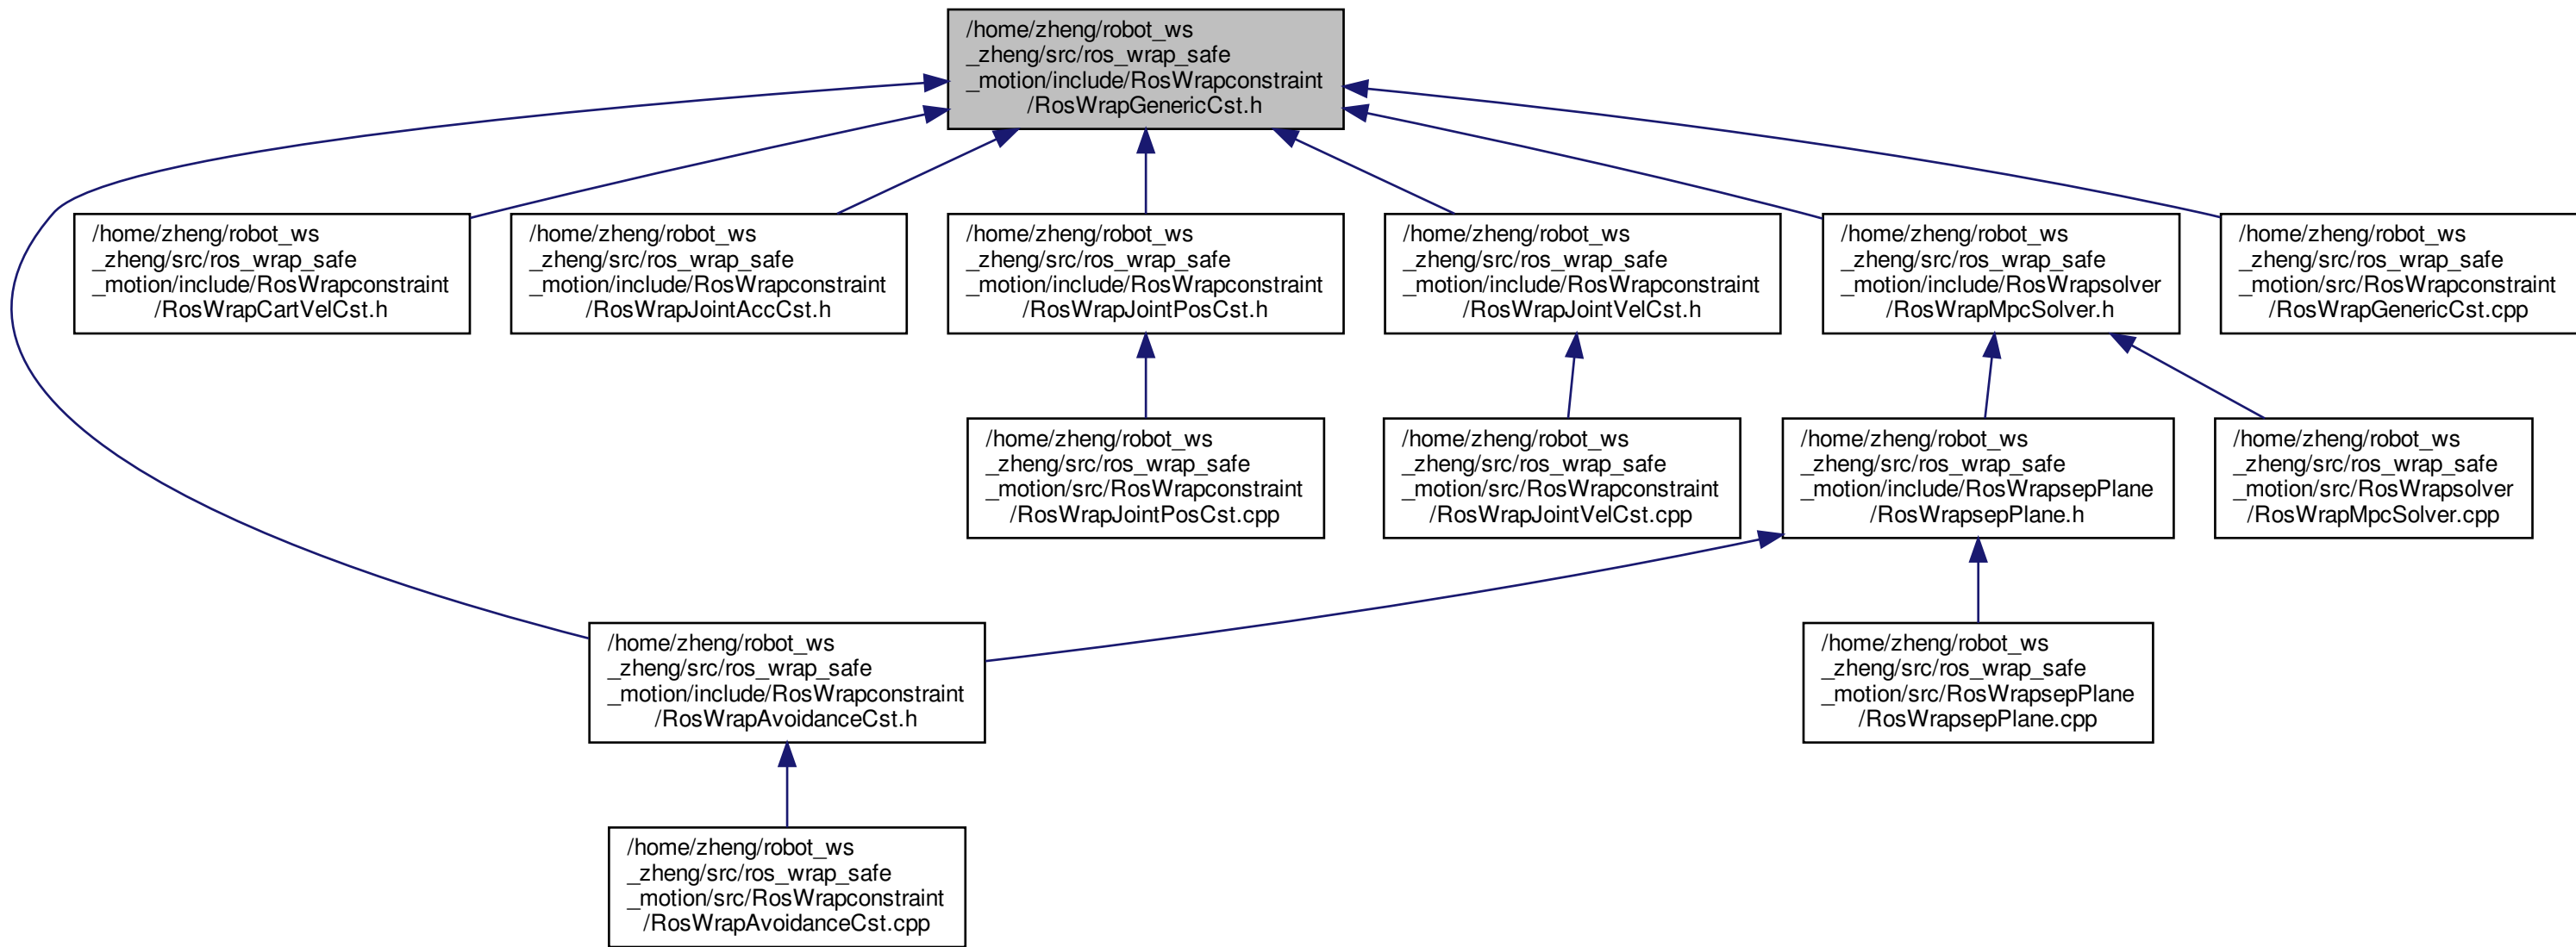 /home/zheng/robot_ws
_zheng/src/ros_wrap_safe
_motion/include/RosWrapconstraint
/RosWrapGenericCst.h
/home/zheng/robot_ws
_zheng/src/ros_wrap_safe
_motion/include/RosWrapconstraint
/RosWrapCartVelCst.h
/home/zheng/robot_ws
_zheng/src/ros_wrap_safe
_motion/include/RosWrapconstraint
/RosWrapJointAccCst.h
/home/zheng/robot_ws
_zheng/src/ros_wrap_safe
_motion/include/RosWrapconstraint
/RosWrapJointPosCst.h
/home/zheng/robot_ws
_zheng/src/ros_wrap_safe
_motion/include/RosWrapconstraint
/RosWrapJointVelCst.h
/home/zheng/robot_ws
_zheng/src/ros_wrap_safe
_motion/include/RosWrapsolver
/RosWrapMpcSolver.h
/home/zheng/robot_ws
_zheng/src/ros_wrap_safe
_motion/src/RosWrapconstraint
/RosWrapGenericCst.cpp
/home/zheng/robot_ws
_zheng/src/ros_wrap_safe
_motion/src/RosWrapconstraint
/RosWrapJointPosCst.cpp
/home/zheng/robot_ws
_zheng/src/ros_wrap_safe
_motion/src/RosWrapconstraint
/RosWrapJointVelCst.cpp
/home/zheng/robot_ws
_zheng/src/ros_wrap_safe
_motion/include/RosWrapsepPlane
/RosWrapsepPlane.h
/home/zheng/robot_ws
_zheng/src/ros_wrap_safe
_motion/src/RosWrapsolver
/RosWrapMpcSolver.cpp
/home/zheng/robot_ws
_zheng/src/ros_wrap_safe
_motion/include/RosWrapconstraint
/RosWrapAvoidanceCst.h
/home/zheng/robot_ws
_zheng/src/ros_wrap_safe
_motion/src/RosWrapsepPlane
/RosWrapsepPlane.cpp
/home/zheng/robot_ws
_zheng/src/ros_wrap_safe
_motion/src/RosWrapconstraint
/RosWrapAvoidanceCst.cpp